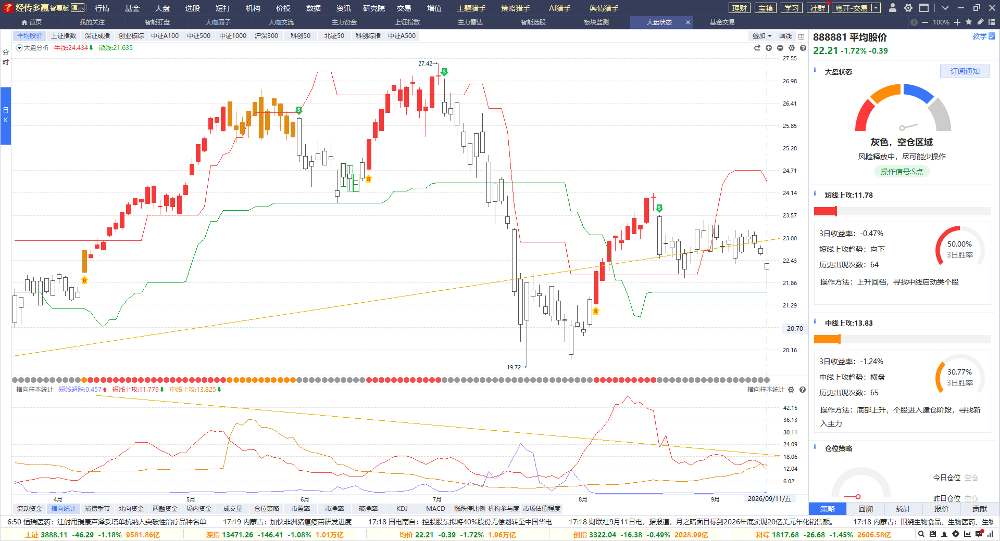 经传多赢 智尊版 演示 行情 基金 大盘 选股 短打 机构 价投 数据 资讯 研究院 交易 增值 主题猎手 策略猎手 AI猎手 舆情猎手 理财 宝箱 学习 社群 粤开-交易
首页 我的关注 智能盯盘 大咖圈子 大咖交流 主力资金 上证指数 主力雷达 智能选股 板块监测 大盘状态 × 基金交易 100%
平均股价 上证指数 深证成指 创业板综 中证A100 中证500 中证1000 沪深300 科创50 北证50 科创综指 中证A500 叠加 画线
大盘分析 牛线:24.434 熊线:21.635
分时
日K
27.55
26.98
26.41
25.85
25.28
24.71
24.14
23.57
23.00
22.43
21.86
21.29
20.70
20.16
27.42
19.72
S
S
S
B
B
B
横向样本统计 短线超跌:0.457 短线上攻:11.779 中线上攻:13.825 横向样本统计
42.15
36.13
30.11
24.09
18.06
12.04
6.02
4月 5月 6月 7月 8月 9月 2026/09/11/五
流动资金 横向统计 捕捞季节 北向资金 两融资金 场内资金 成交量 仓位策略 市盈率 市净率 破净率 KDJ MACD 涨跌停比例 机构参与度 市场估值程度
888881 平均股价 教学
22.21 -1.72% -0.39
大盘状态 订阅通知
灰色，空仓区域
风险释放中，尽可能少操作
操作信号:S点
短线上攻:11.78
3日收益率：-0.47%
短线上攻趋势：向下
历史出现次数：64
50.00%
3日胜率
操作方法：上升回档，寻找中线启动类个股
中线上攻:13.83
3日收益率：-1.24%
中线上攻趋势：横盘
历史出现次数：65
30.77%
3日胜率
操作方法：底部上升，个股进入建仓阶段，寻找新
入主力
仓位策略
今日仓位 空仓
昨日仓位 空仓
策略 回溯 统计 报价 贡献
6:50 恒瑞医药：注射用瑞康芦泽妥塔单抗纳入突破性治疗品种名单 17:19 内蒙古：加快非洲猪瘟疫苗研发进度 17:18 国电南自：控股股东拟将40%股份无偿划转至中国华电 17:18 财联社9月11日电，据报道，月之暗面目标到2026年底实现20亿美元年化销售额。 17:18 内蒙古：围绕生物食品、生物医药、生物
上证 3888.11 -46.29 -1.18% 9581.86亿 深指 13471.26 -146.41 -1.08% 1.01万亿 均价 22.21 -0.39 -1.72% 1.96万亿 创指 3322.04 -16.38 -0.49% 2028.99亿 科综 1817.68 -26.68 -1.45% 2606.58亿